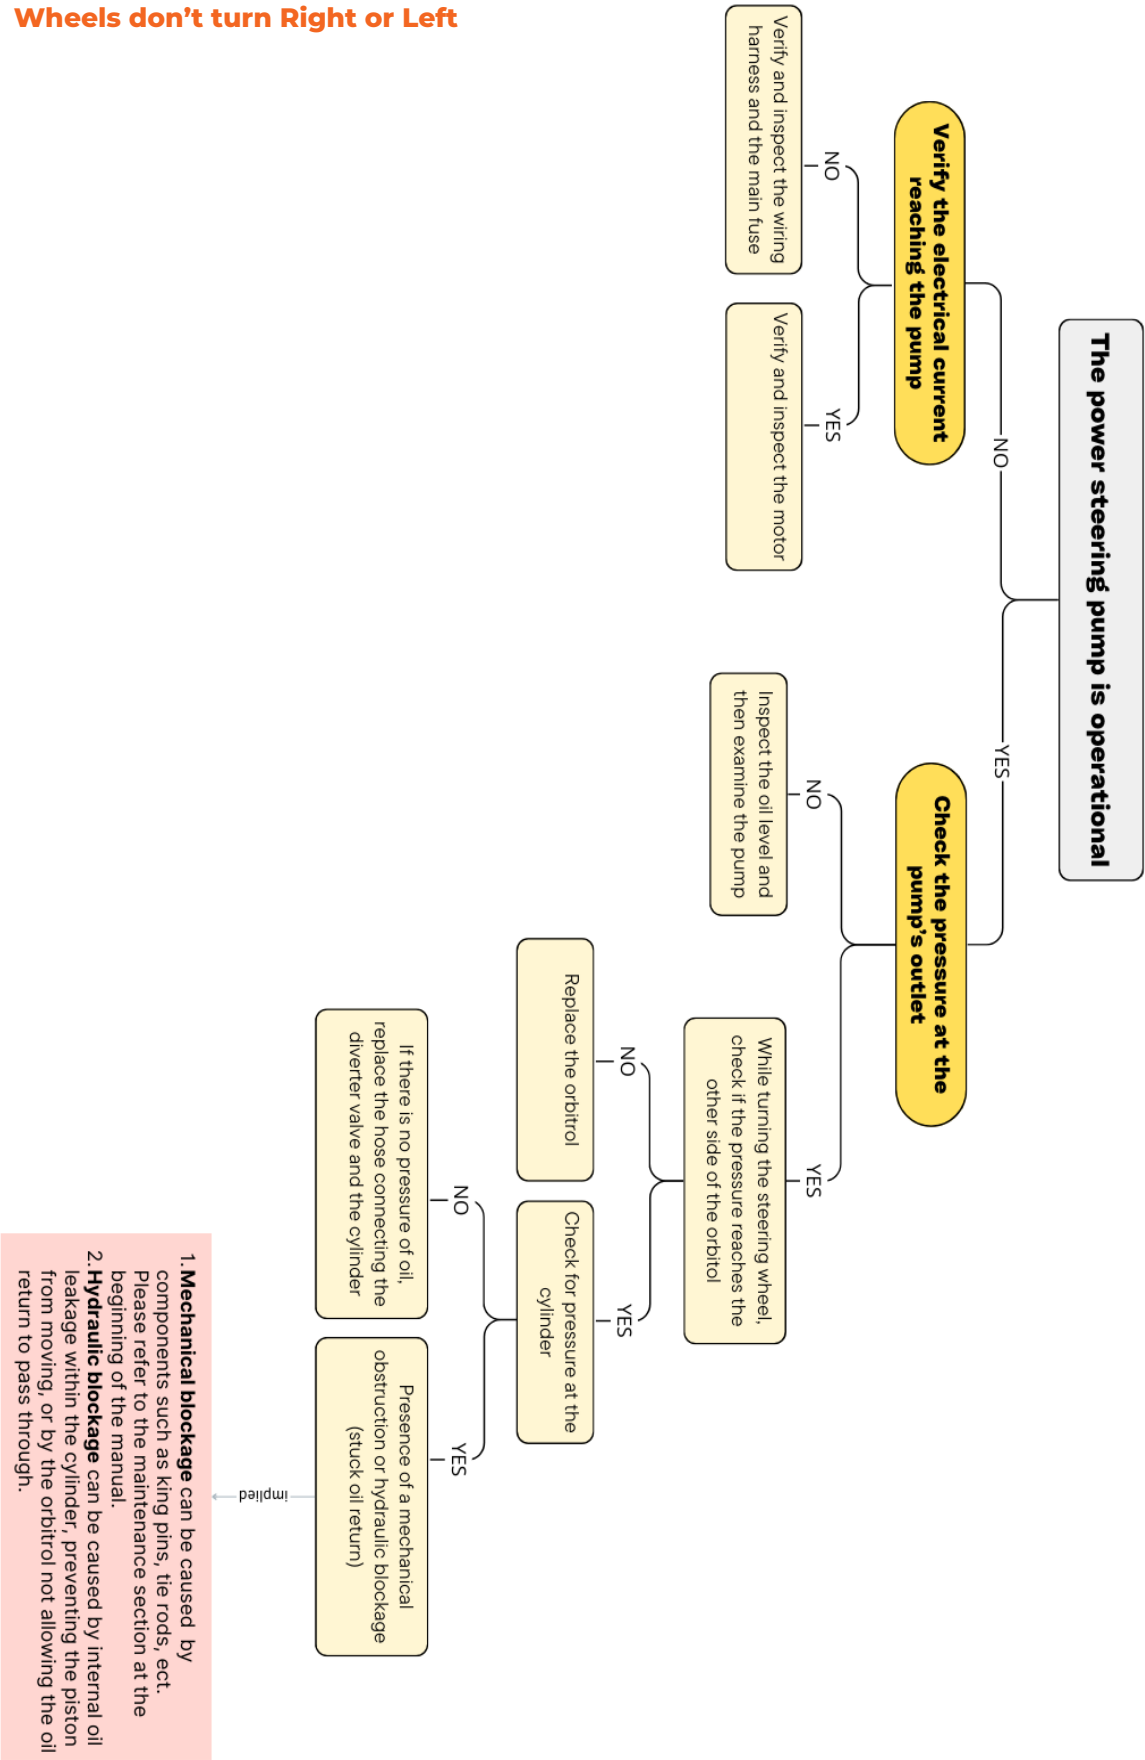 Wheels don't turn Right or Left
The power steering pump is operational
NO
YES
Verify the electrical current
reaching the pump
NO
YES
Verify and inspect the wiring
harness and the main fuse
Verify and inspect the motor
Check the pressure at the
pump's outlet
NO
YES
Inspect the oil level and
then examine the pump
While turning the steering wheel,
check if the pressure reaches the
other side of the orbitol
NO
YES
Replace the orbitrol
Check for pressure at the
cylinder
NO
YES
If there is no pressure of oil,
replace the hose connecting the
diverter valve and the cylinder
Presence of a mechanical
obstruction or hydraulic blockage
(stuck oil return)
implied
1. Mechanical blockage can be caused by
components such as king pins, tie rods, ect.
Please refer to the maintenance section at the
beginning of the manual.
2. Hydraulic blockage can be caused by internal oil
leakage within the cylinder, preventing the piston
from moving, or by the orbitrol not allowing the oil
return to pass through.